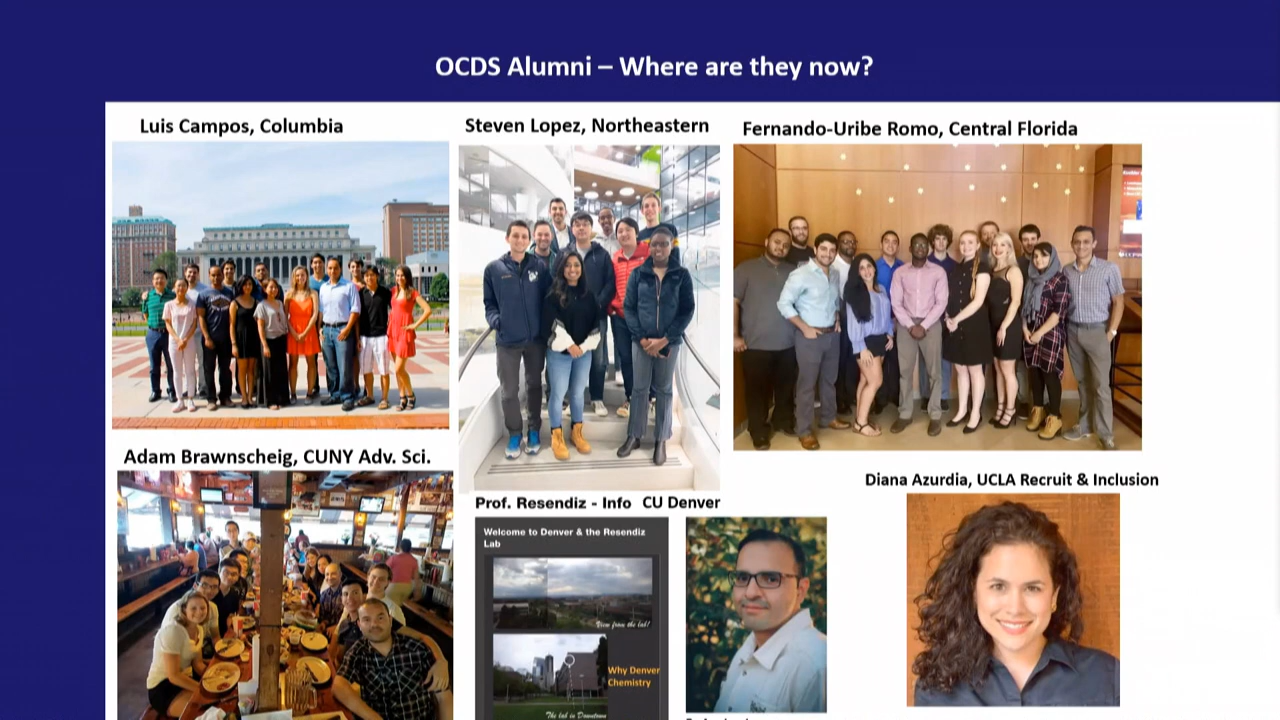 OCDS Alumni – Where are they now?
Luis Campos, Columbia
Steven Lopez, Northeastern
Fernando-Uribe Romo, Central Florida
Adam Brawnscheig, CUNY Adv. Sci.
Prof. Resendiz - Info CU Denver
Diana Azurdia, UCLA Recruit & Inclusion
Welcome to Denver & the Resendiz
Lab
View from the lab!
Why Denver
Chemistry
The lab in Downtown